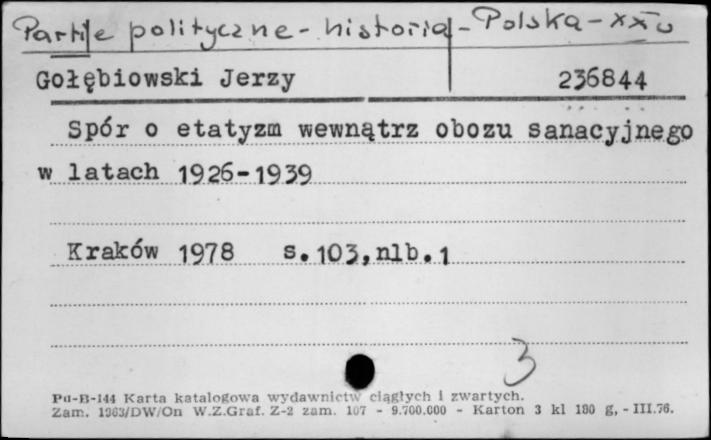 Partie polityczne - historia - Polska - XX w
Gołębiowski Jerzy 236844
Spór o etatyzm wewnątrz obozu sanacyjnego
w latach 1926-1939
Kraków 1978 s.103,nlb.1
3
Pu-B-144 Karta katalogowa wydawnictw ciągłych i zwartych.
Zam. 1963/DW/On W.Z.Graf. Z-2 zam. 107 - 9.700.000 - Karton 3 kl 180 g, - III.76.